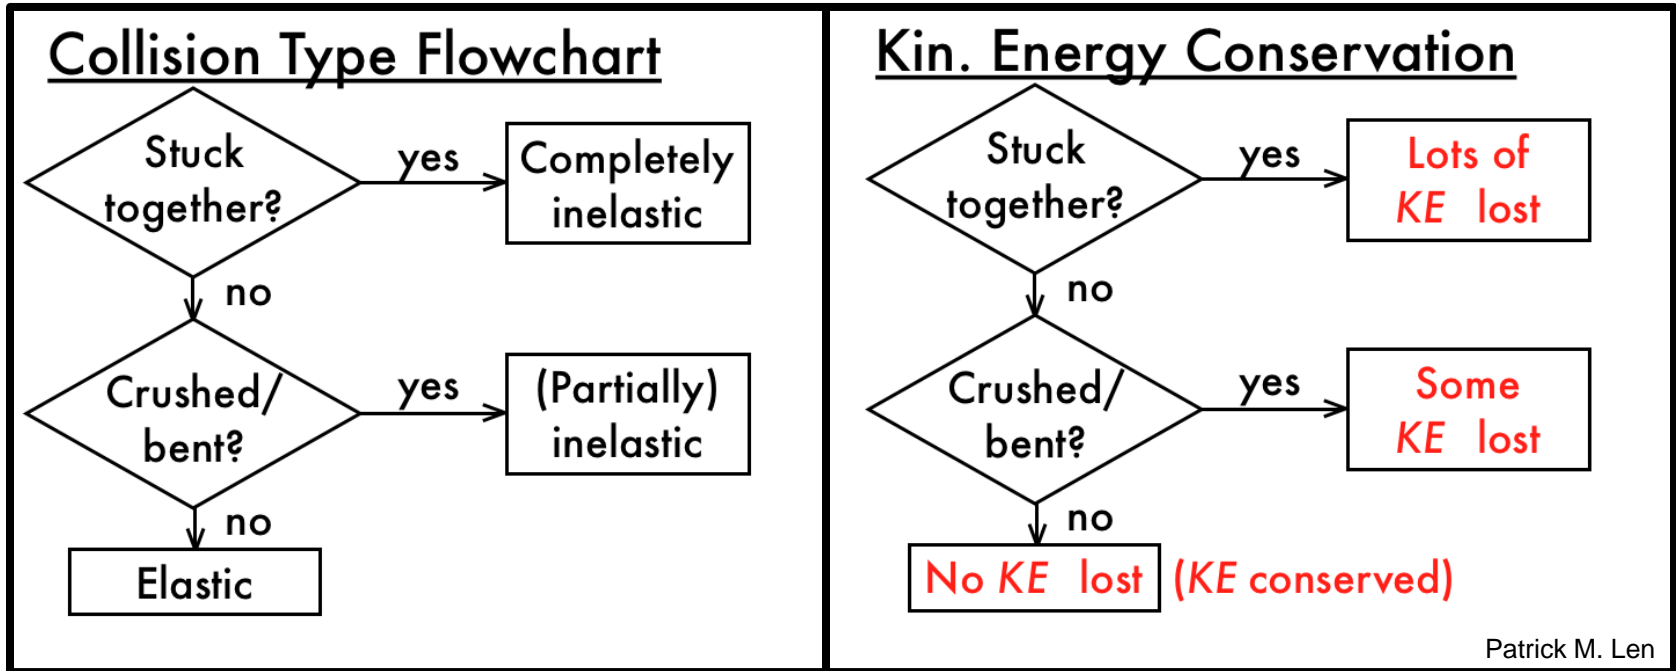 Collision Type Flowchart
Stuck
together?
yes
Completely
inelastic
no
Crushed/
bent?
yes
(Partially)
inelastic
no
Elastic
Kin. Energy Conservation
Stuck
together?
yes
Lots of
KE lost
no
Crushed/
bent?
yes
Some
KE lost
no
No KE lost (KE conserved)
Patrick M. Len